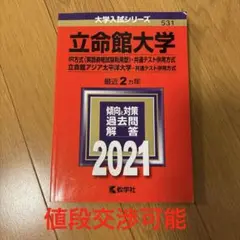 大学入試シリーズ
531
立命館大学
IR方式〈英語資格試験利用型〉・共通テスト併用方式
立命館アジア太平洋大学-共通テスト併用方式
最近2カ年
傾向と対策
過去問
解答
2021
教学社
値段交渉可能